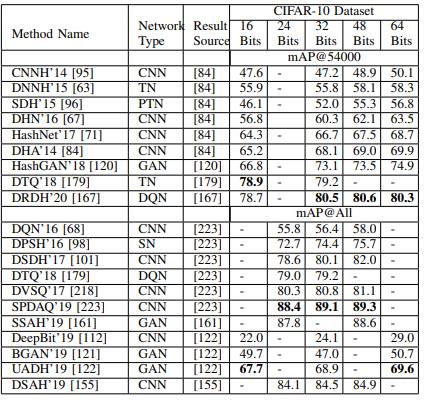 CIFAR-10 Dataset
Method Name Network Type Result Source 16 Bits 24 Bits 32 Bits 48 Bits 64 Bits
mAP@54000
CNNH'14 [95] CNN [84] 47.6 - 47.2 48.9 50.1
DNNH'15 [63] TN [84] 55.9 - 55.8 58.1 58.3
SDH'15 [96] PTN [84] 46.1 - 52.0 55.3 56.8
DHN'16 [67] CNN [84] 56.8 60.3 62.1 63.5
HashNet'17 [71] CNN [84] 64.3 - 66.7 67.5 68.7
DHA'14 [84] CNN [84] 65.2 68.1 69.0 69.9
HashGAN'18 [120] GAN [120] 66.8 - 73.1 73.5 74.9
DTQ'18 [179] TN [179] 78.9 - 79.2 - -
DRDH'20 [167] DQN [167] 78.7 - 80.5 80.6 80.3
mAP@All
DQN'16 [68] CNN [223] - 55.8 56.4 58.0 -
DPSH'16 [98] SN [223] - 72.7 74.4 75.7 -
DSDH'17 [101] CNN [223] - 78.6 80.1 82.0 -
DTQ'18 [179] DQN [223] - 79.0 79.2 - -
DVSQ'17 [218] CNN [223] - 80.3 80.8 81.1 -
SPDAQ'19 [223] CNN [223] - 88.4 89.1 89.3 -
SSAH'19 [161] GAN [161] - 87.8 - 88.6 -
DeepBit'19 [112] CNN [122] 22.0 - 24.1 - 29.0
BGAN'19 [121] GAN [122] 49.7 - 47.0 - 50.7
UADH'19 [122] GAN [122] 67.7 - 68.9 - 69.6
DSAH'19 [155] CNN [155] - 84.1 84.5 84.9 -